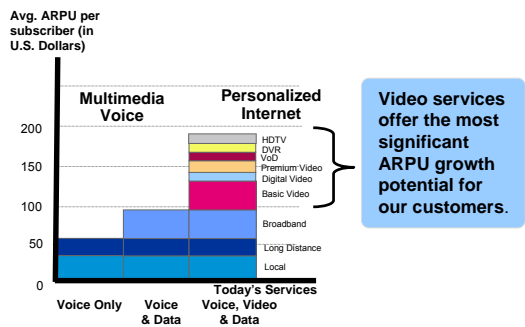 Avg. ARPU per
subscriber (in
U.S. Dollars)
Multimedia
Voice
Personalized
Internet
200
150
100
50
0
HDTV
DVR
VoD
Premium Video
Digital Video
Basic Video
Broadband
Long Distance
Local
Today's Services
Voice Only
Voice
& Data
Voice, Video
& Data
Video services
offer the most
significant
ARPU growth
potential for
our customers.